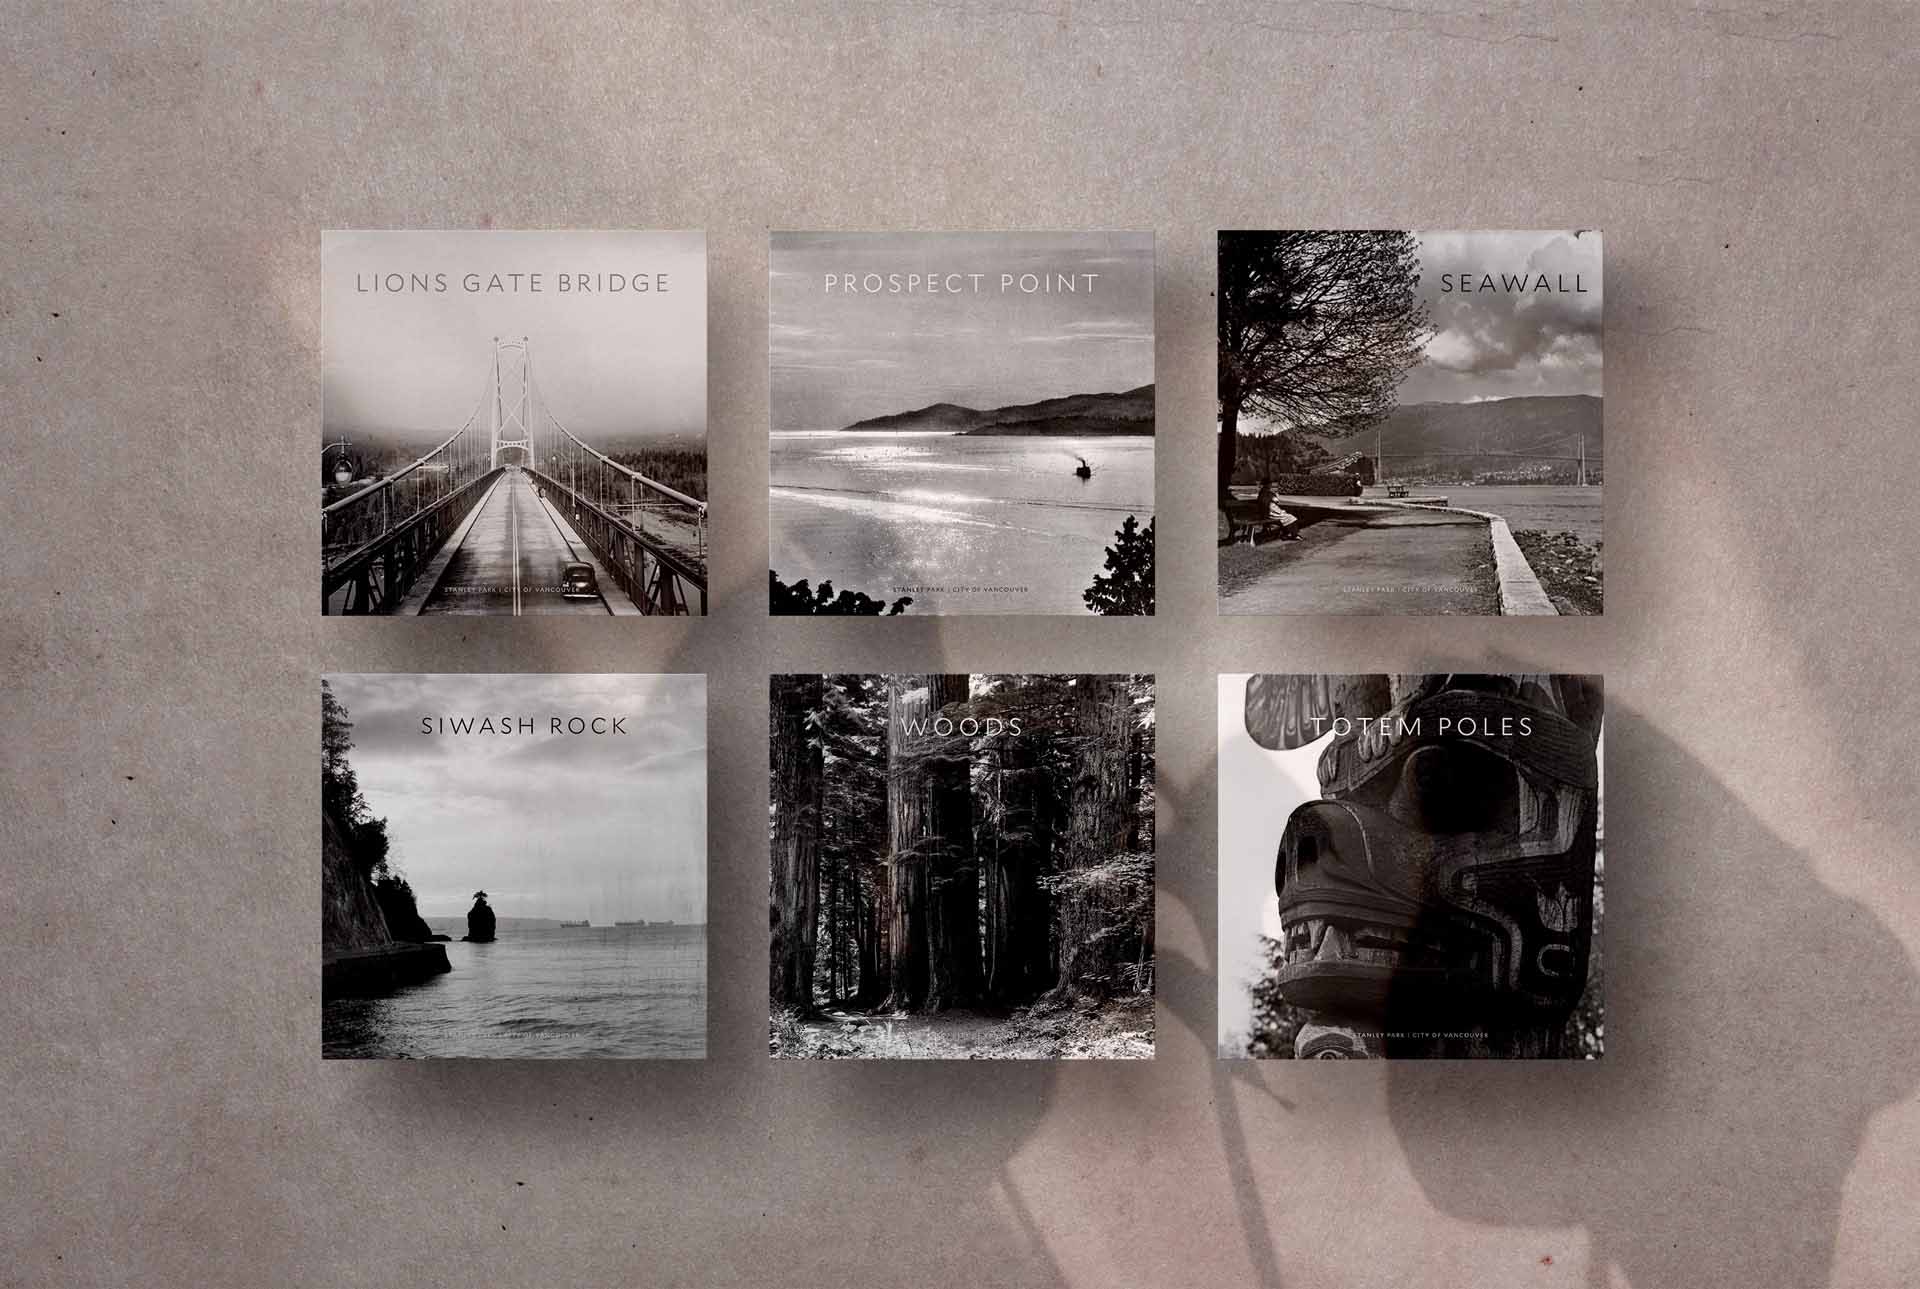 LIONS GATE BRIDGE
STANLEY PARK | CITY OF VANCOUVER
PROSPECT POINT
STANLEY PARK | CITY OF VANCOUVER
SEAWALL
STANLEY PARK | CITY OF VANCOUVER
SIWASH ROCK
VANCOUVER
WOODS
TOTEM POLES
STANLEY PARK | CITY OF VANCOUVER